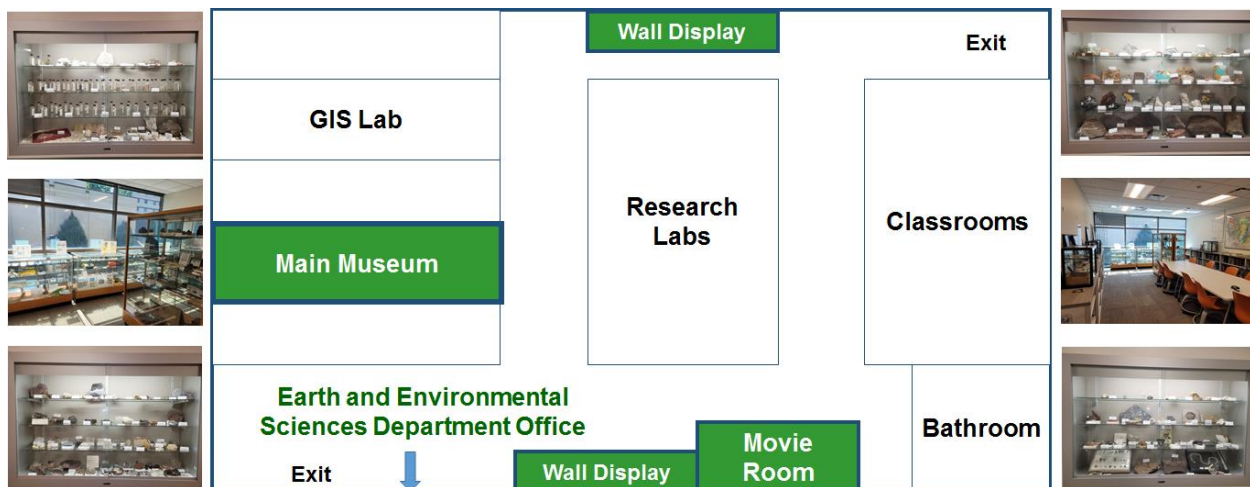 Wall Display
Exit
GIS Lab
Research
Labs
Classrooms
Main Museum
Earth and Environmental
Sciences Department Office
Exit
Wall Display
Movie
Room
Bathroom